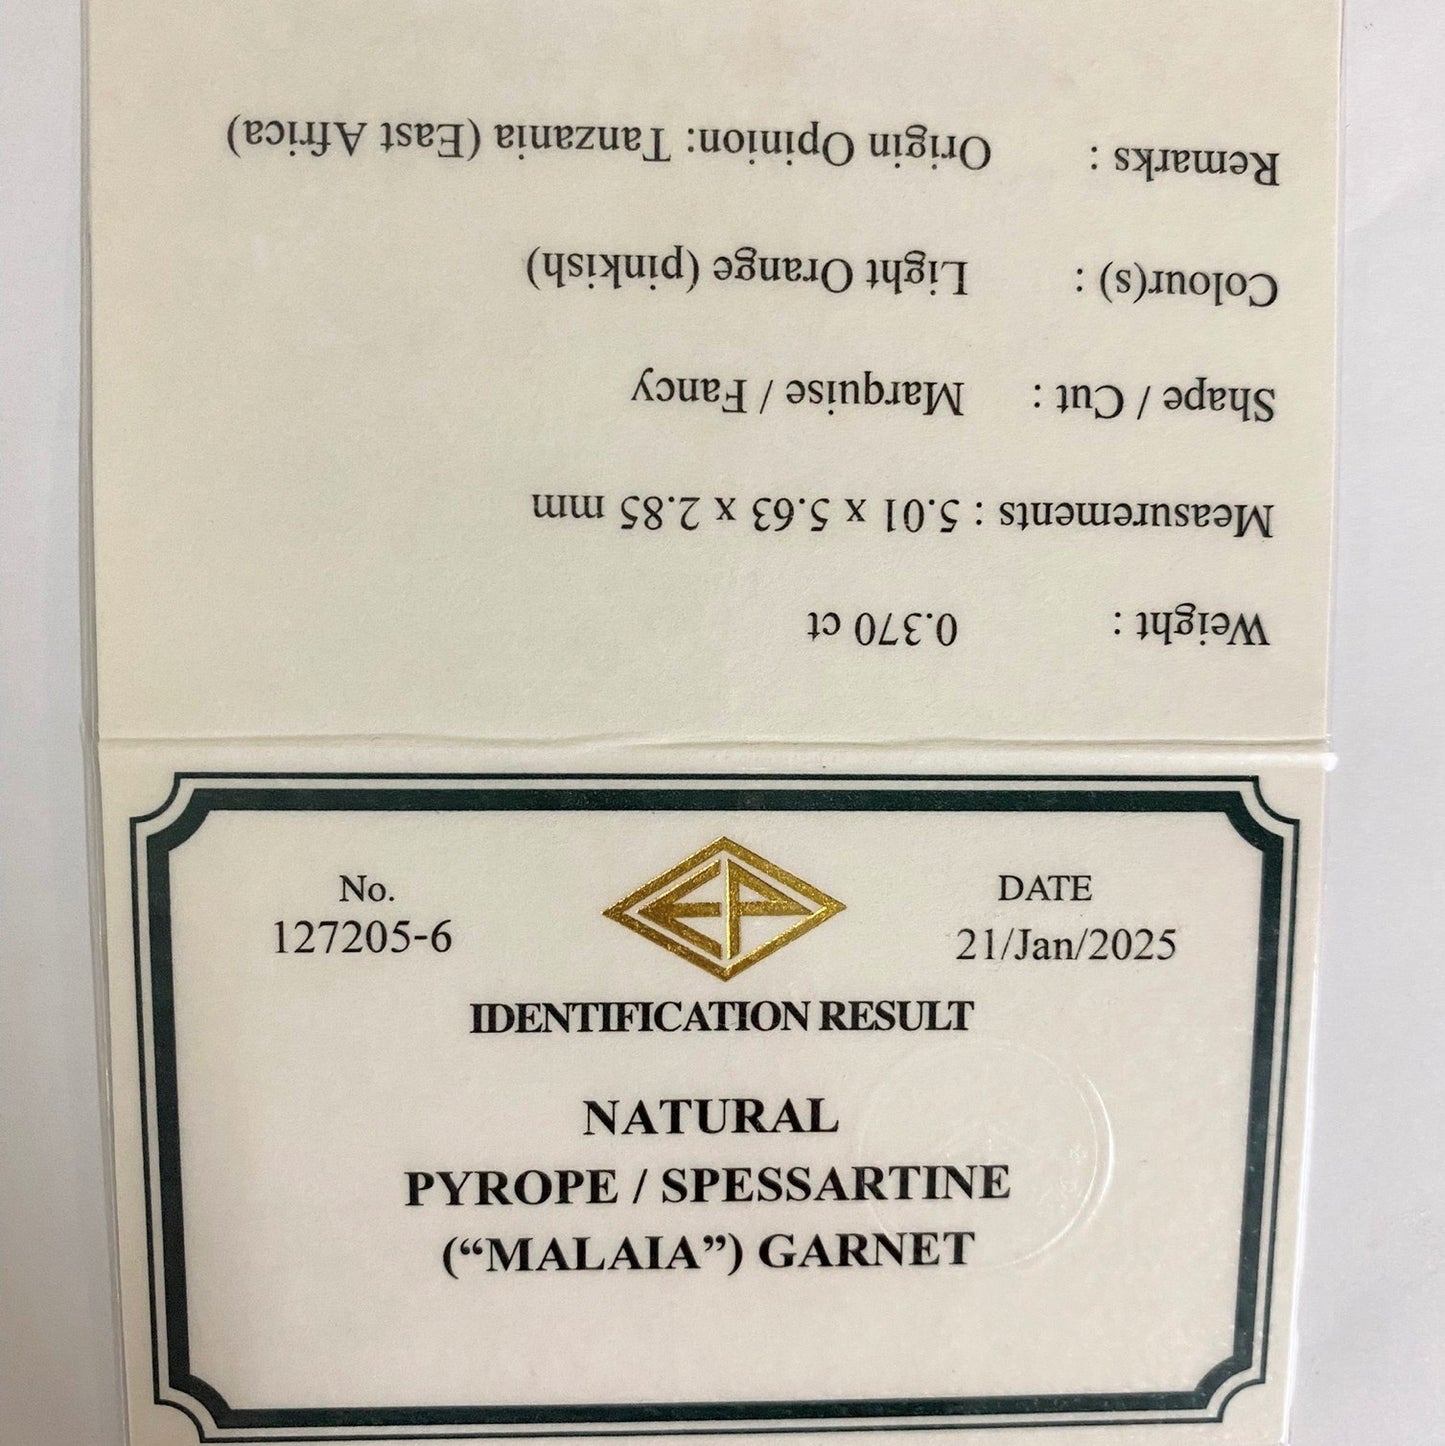 Weight : 0.370 ct
Measurements : 5.01 x 5.63 x 2.85 mm
Shape / Cut : Marquise / Fancy
Colour(s) : Light Orange (pinkish)
Remarks : Origin Opinion: Tanzania (East Africa)
EP
No.
127205-6
DATE
21/Jan/2025
IDENTIFICATION RESULT
NATURAL
PYROPE / SPESSARTINE
(“MALAIA”) GARNET